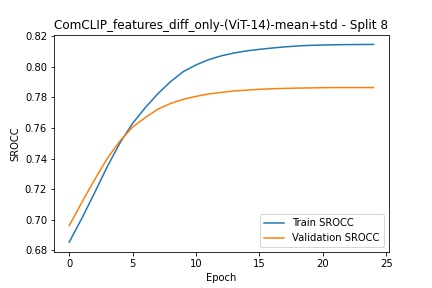 ComCLIP_features_diff_only-(ViT-14)-mean+std - Split 8
0.82
0.80
0.78
0.76
0.74
0.72
0.70
0.68
SROCC
Train SROCC
Validation SROCC
0 5 10 15 20 25
Epoch